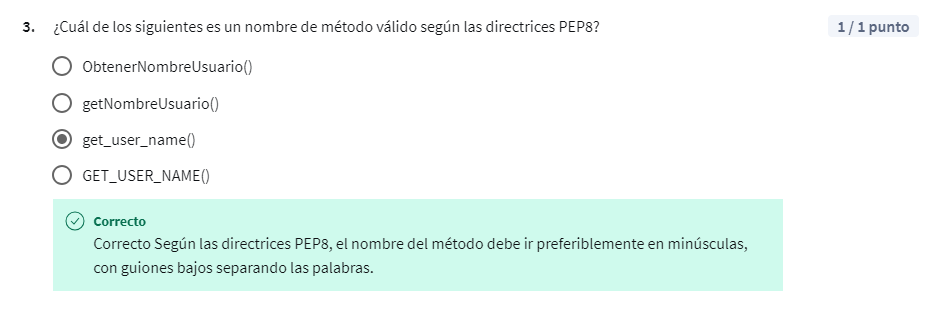 3. ¿Cuál de los siguientes es un nombre de método válido según las directrices PEP8?
1 / 1 punto
ObtenerNombreUsuario()
getNombreUsuario()
get_user_name()
GET_USER_NAME()
Correcto
Correcto Según las directrices PEP8, el nombre del método debe ir preferiblemente en minúsculas,
con guiones bajos separando las palabras.